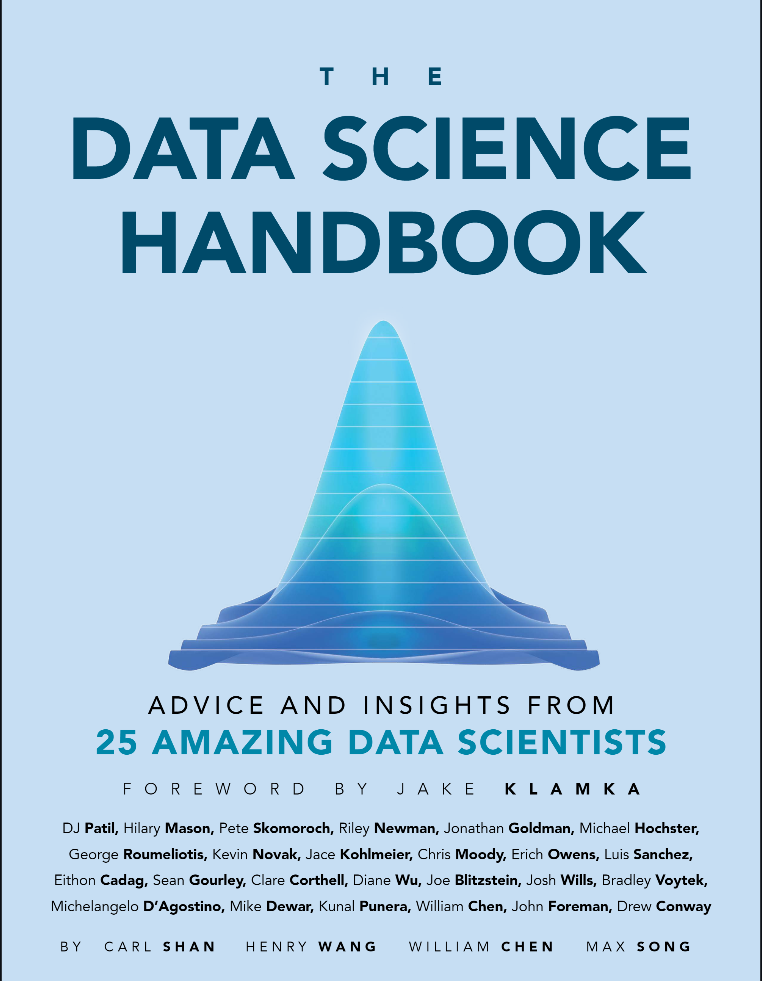 THE
DATA SCIENCE
HANDBOOK
ADVICE AND INSIGHTS FROM
25 AMAZING DATA SCIENTISTS
FOREWORD BY JAKE KLAMKA
DJ Patil, Hilary Mason, Pete Skomoroch, Riley Newman, Jonathan Goldman, Michael Hochster,
George Roumeliotis, Kevin Novak, Jace Kohlmeier, Chris Moody, Erich Owens, Luis Sanchez,
Eithon Cadag, Sean Gourley, Clare Corthell, Diane Wu, Joe Blitzstein, Josh Wills, Bradley Voytek,
Michelangelo D’Agostino, Mike Dewar, Kunal Punera, William Chen, John Foreman, Drew Conway
BY CARL SHAN HENRY WANG WILLIAM CHEN MAX SONG